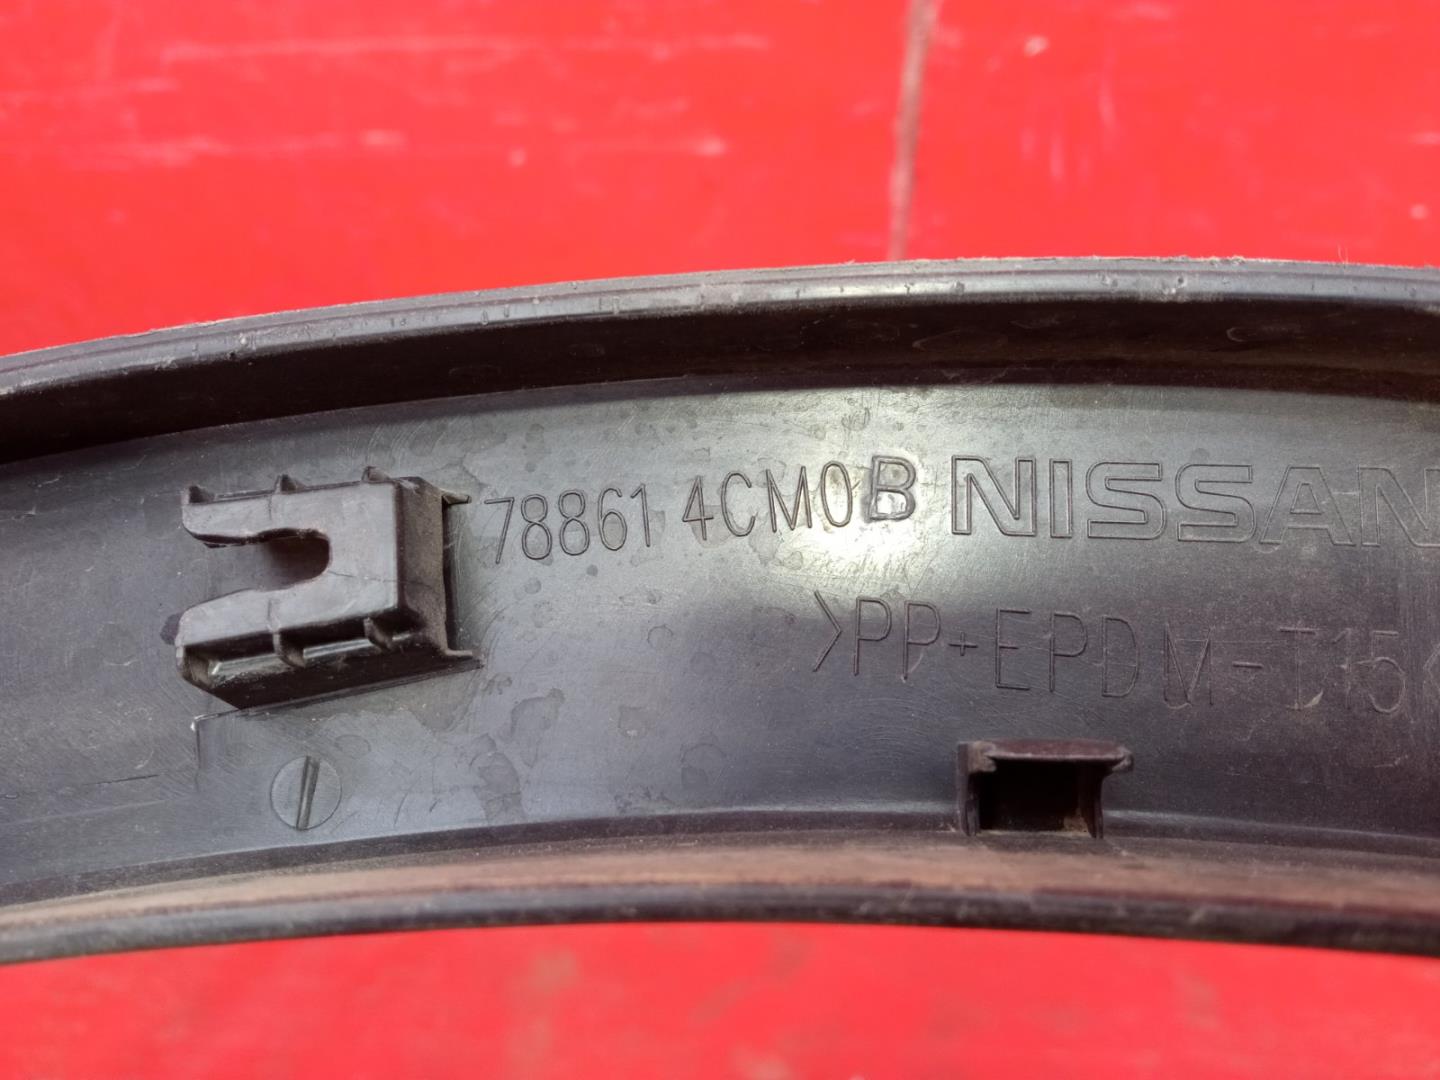 78861 4CM0B NISSAN
>PP+EPDM-T15<